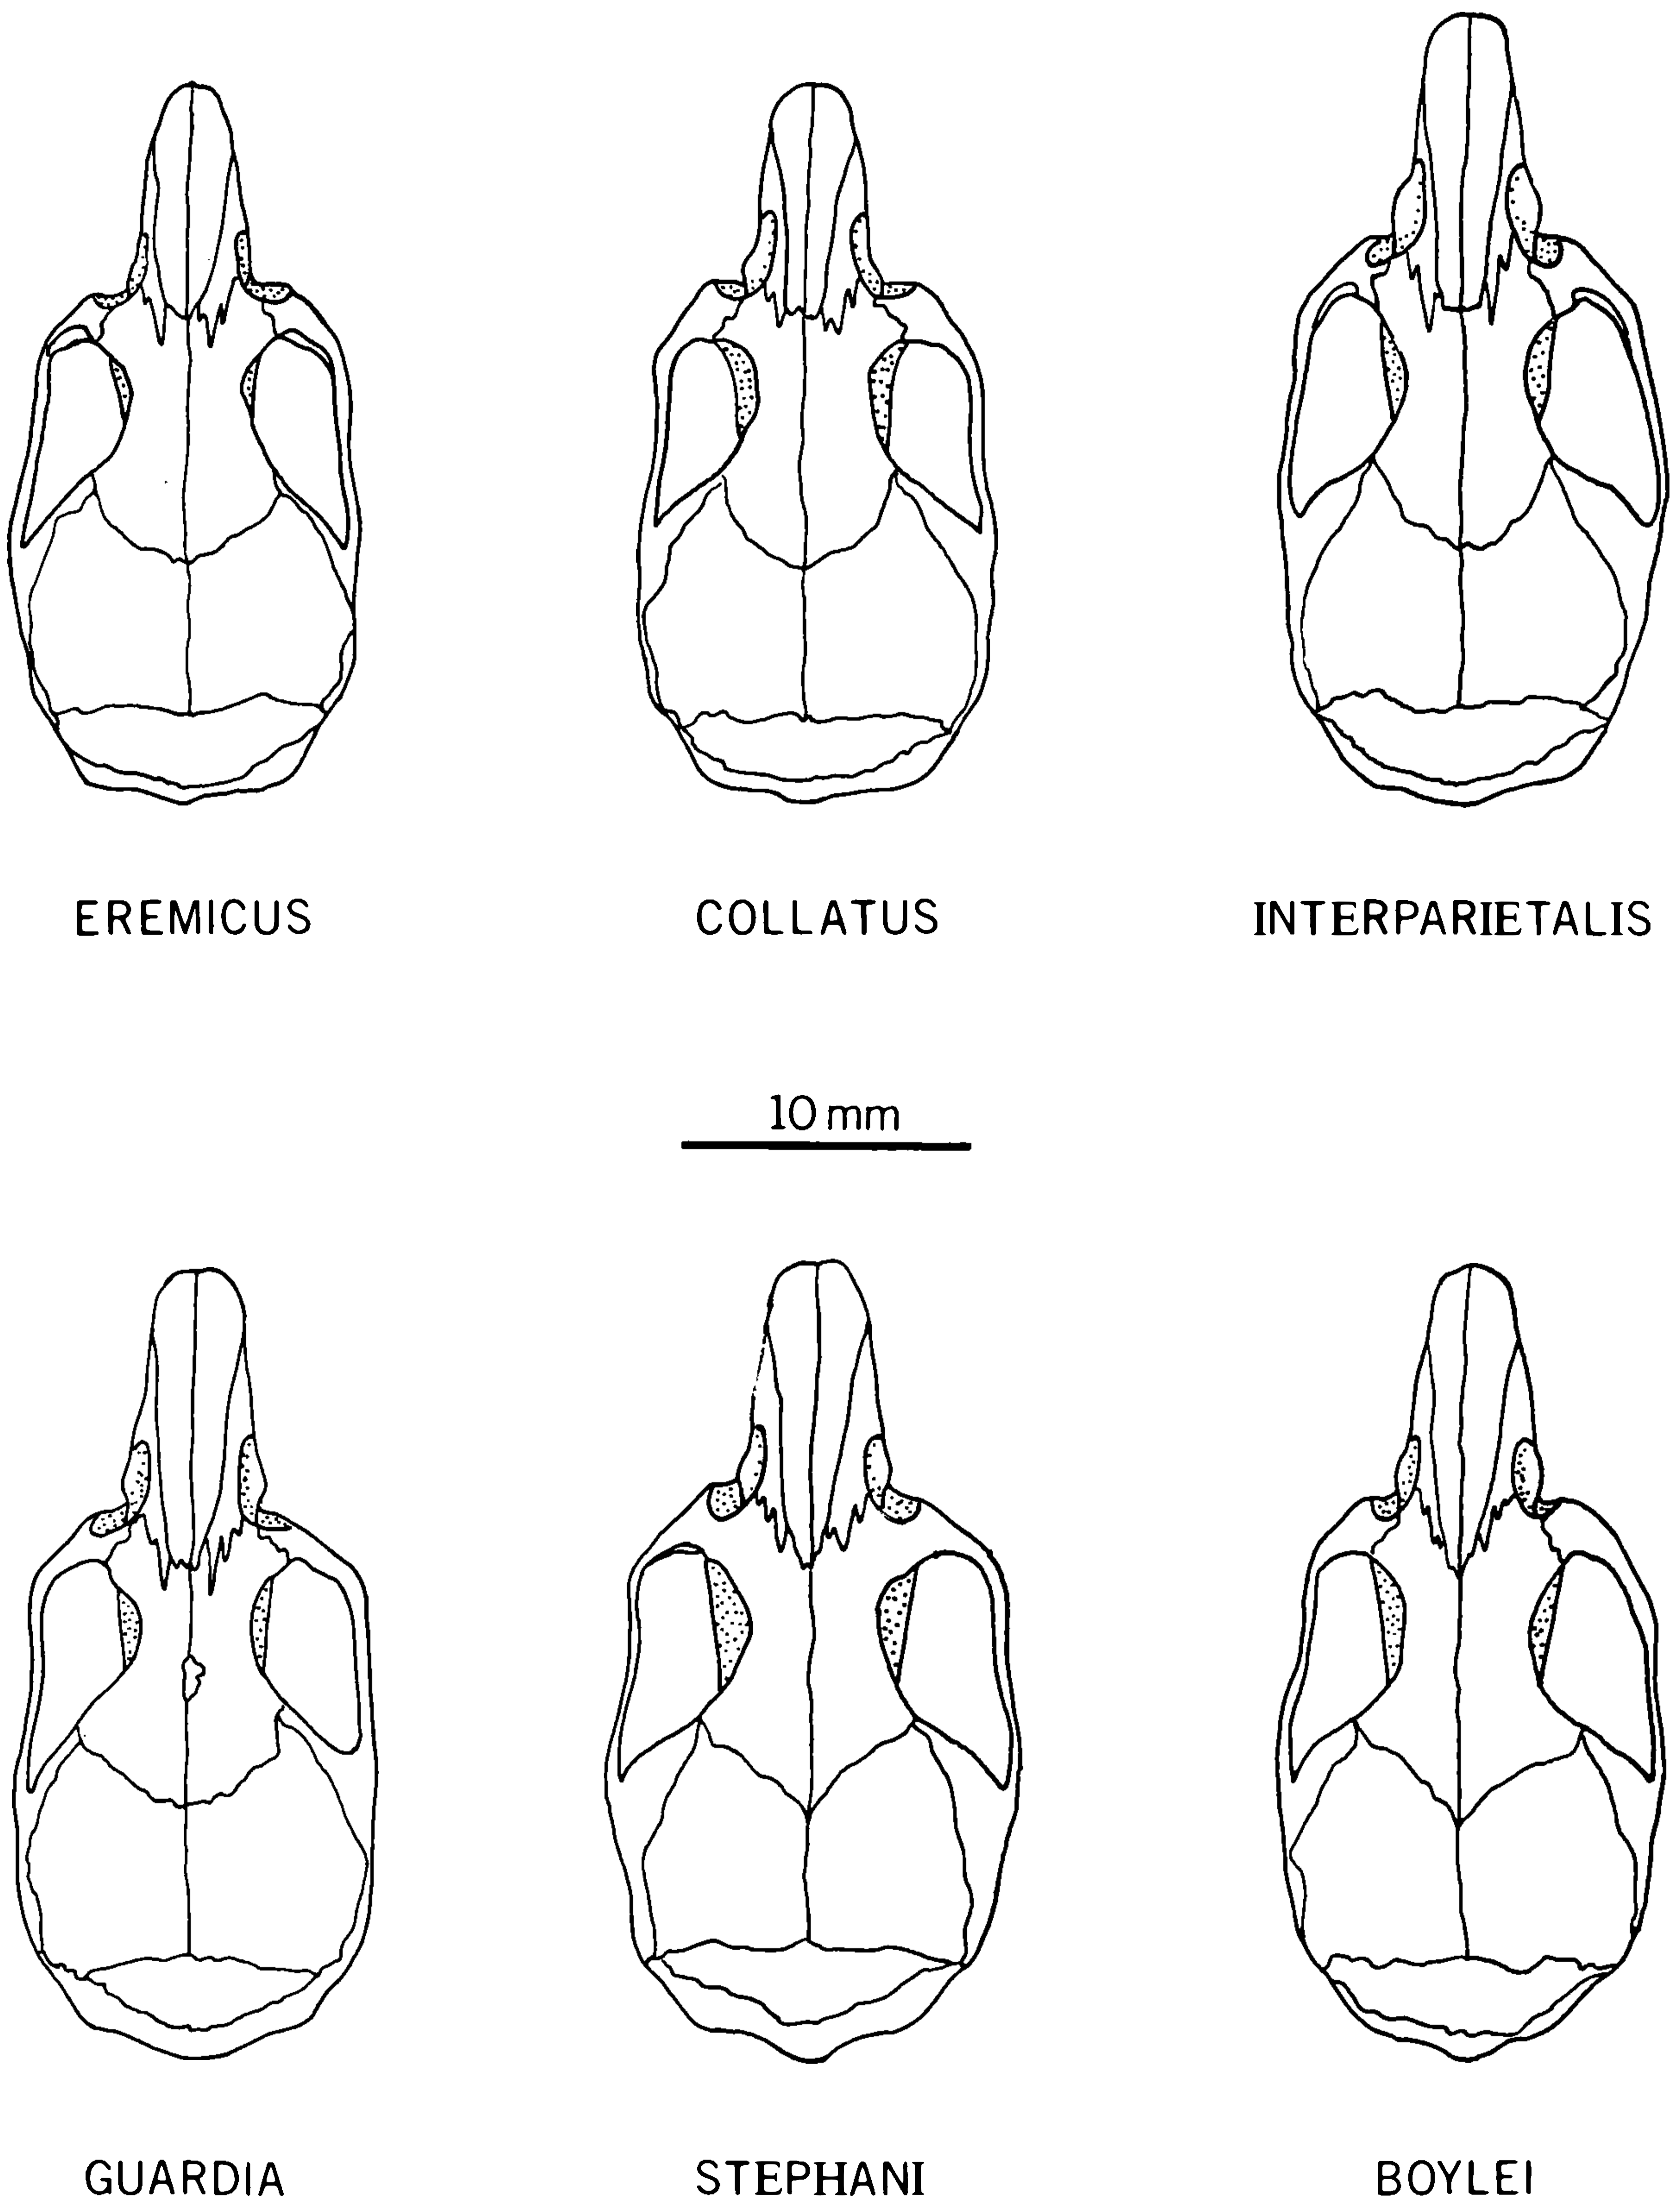 EREMICUS
COLLATUS
INTERPARIETALIS
10 mm
GUARDIA
STEPHANI
BOYLEI